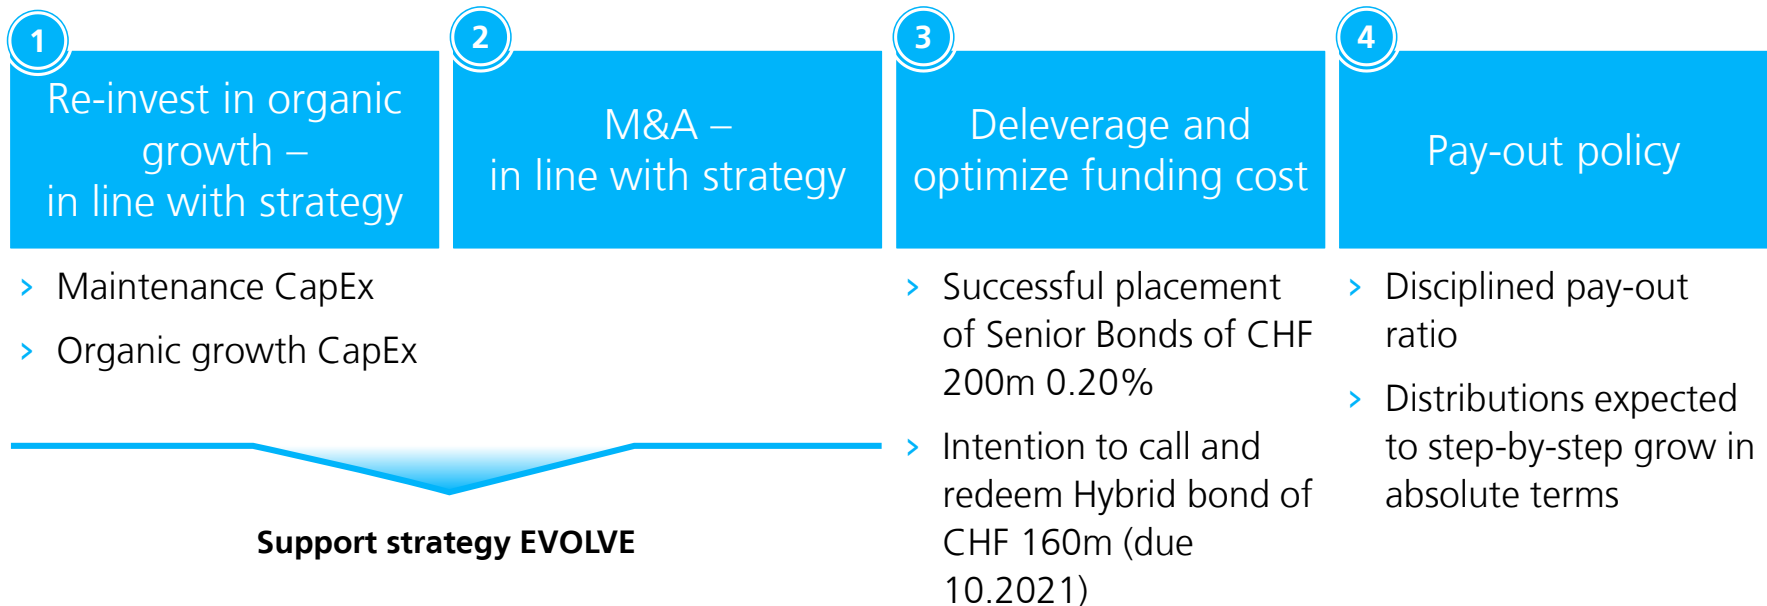 1
Re-invest in organic
growth –
in line with strategy
› Maintenance CapEx
› Organic growth CapEx
2
M&A –
in line with strategy
Support strategy EVOLVE
3
Deleverage and
optimize funding cost
› Successful placement
of Senior Bonds of CHF
200m 0.20%
› Intention to call and
redeem Hybrid bond of
CHF 160m (due
10.2021)
4
Pay-out policy
› Disciplined pay-out
ratio
› Distributions expected
to step-by-step grow in
absolute terms